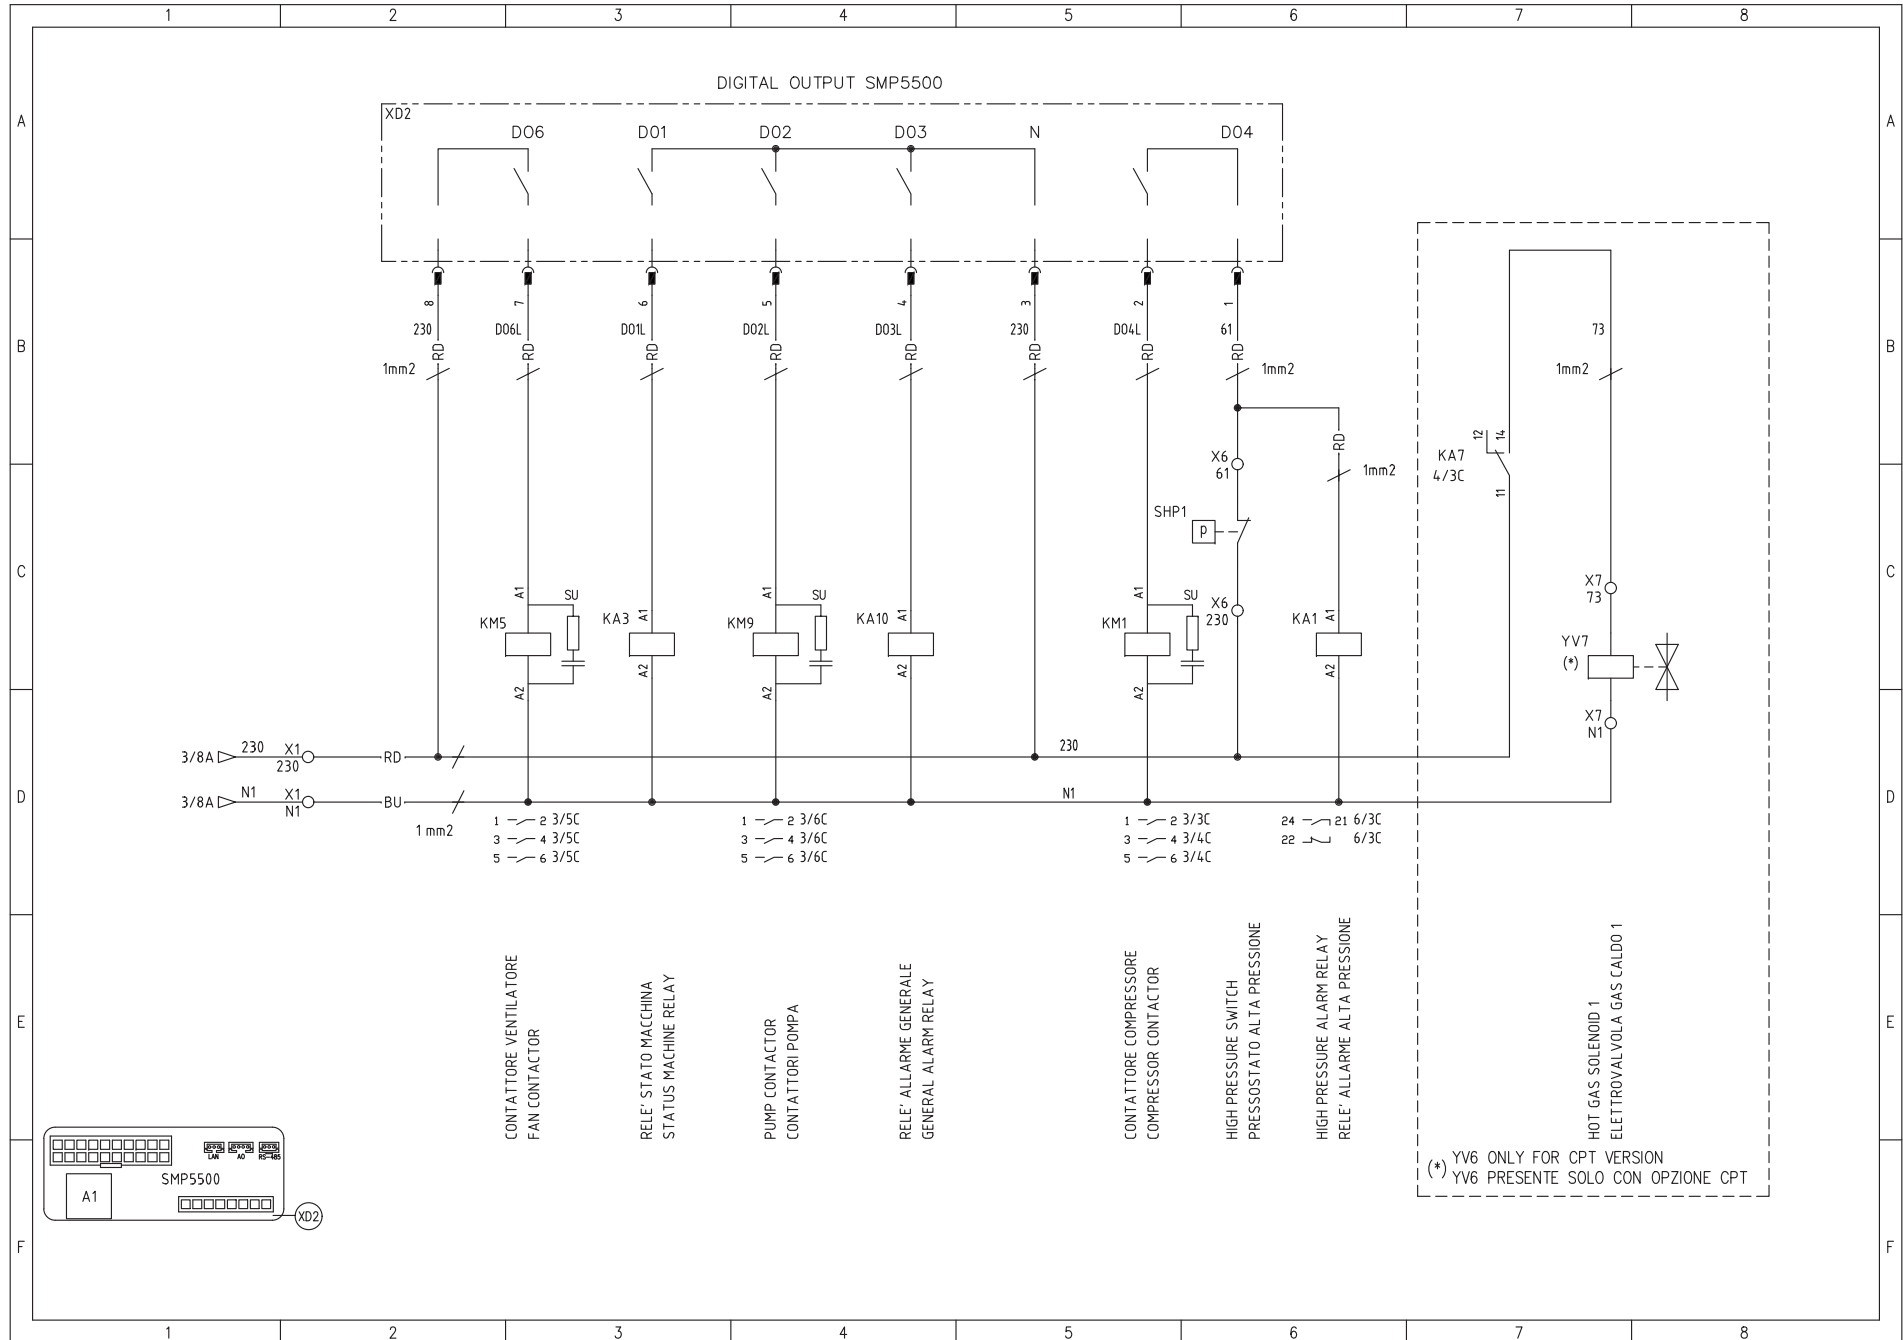 1 2 3 4 5 6 7 8
DIGITAL OUTPUT SMP5500
A A
XD2
DO6 DO1 DO2 DO3 N DO4
8 7 6 5 4 3 2 1
230 DO6L DO1L DO2L DO3L 230 DO4L 61 73
B B
RD RD RD RD RD RD RD RD
1mm2 1mm2 1mm2
RD
12 14
X6
61
KA7
4/3C
1mm2
11
SHP1
P
C C
A1 SU A1 A1 SU A1 A1 SU X6 A1
230
X7
73
KM5 KA3 KM9 KA10 KM1 KA1
YV7
(*)
A2 A2 A2 A2 A2 A2
X7
N1
3/8A 230 X1
230
RD 230
3/8A N1 X1
N1
BU N1
D D
1 mm2
1 2 3/5C 1 2 3/6C 1 2 3/3C 24 21 6/3C
3 4 3/5C 3 4 3/6C 3 4 3/4C 22 6/3C
5 6 3/5C 5 6 3/6C 5 6 3/4C
E E
CONTATTORE VENTILATORE
FAN CONTACTOR
RELE' STATO MACCHINA
STATUS MACHINE RELAY
PUMP CONTACTOR
CONTATTORI POMPA
RELE' ALLARME GENERALE
GENERAL ALARM RELAY
CONTATTORE COMPRESSORE
COMPRESSOR CONTACTOR
HIGH PRESSURE SWITCH
PRESSOSTATO ALTA PRESSIONE
HIGH PRESSURE ALARM RELAY
RELE' ALLARME ALTA PRESSIONE
HOT GAS SOLENOID 1
ELETTROVALVOLA GAS CALDO 1
(*) YV6 ONLY FOR CPT VERSION
YV6 PRESENTE SOLO CON OPZIONE CPT
LAN AO RS-485
SMP5500
A1
XD2
F F
1 2 3 4 5 6 7 8